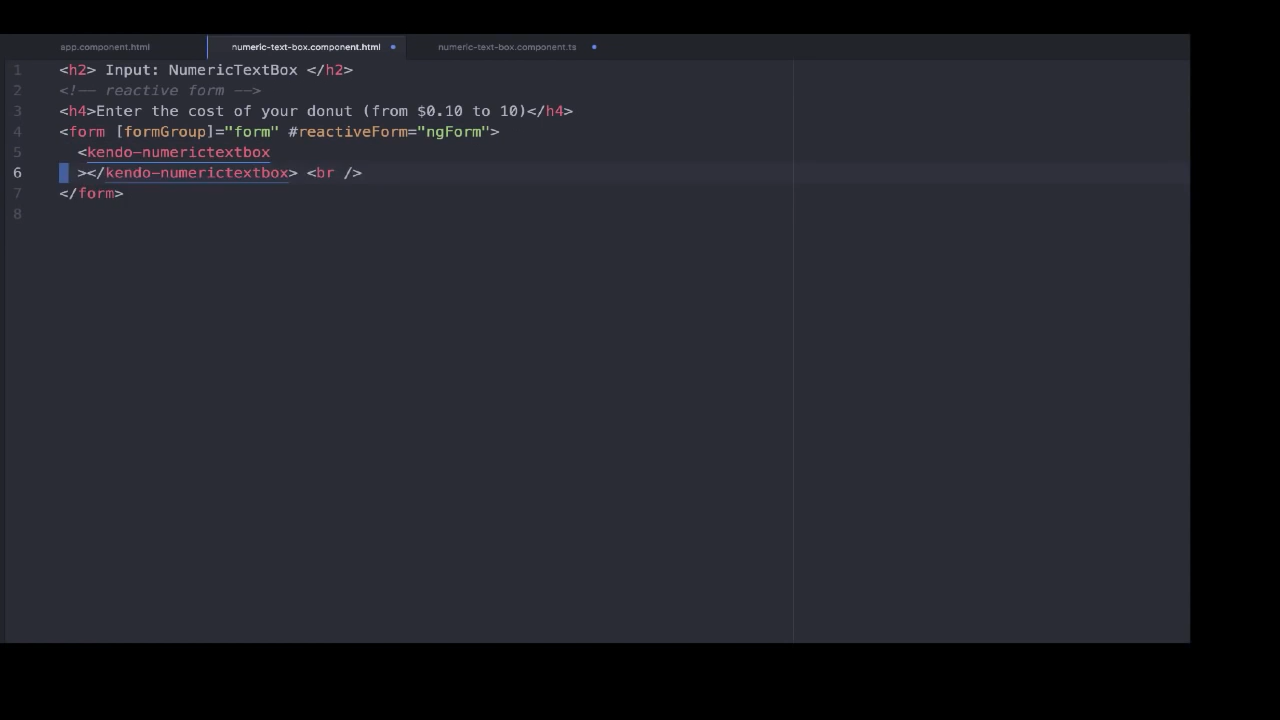 app.component.html numeric-text-box.component.html numeric-text-box.component.ts
1 <h2> Input: NumericTextBox </h2>
2 <!-- reactive form -->
3 <h4>Enter the cost of your donut (from $0.10 to 10)</h4>
4 <form [formGroup]="form" #reactiveForm="ngForm">
5 <kendo-numerictextbox
6 ></kendo-numerictextbox> <br />
7 </form>
8